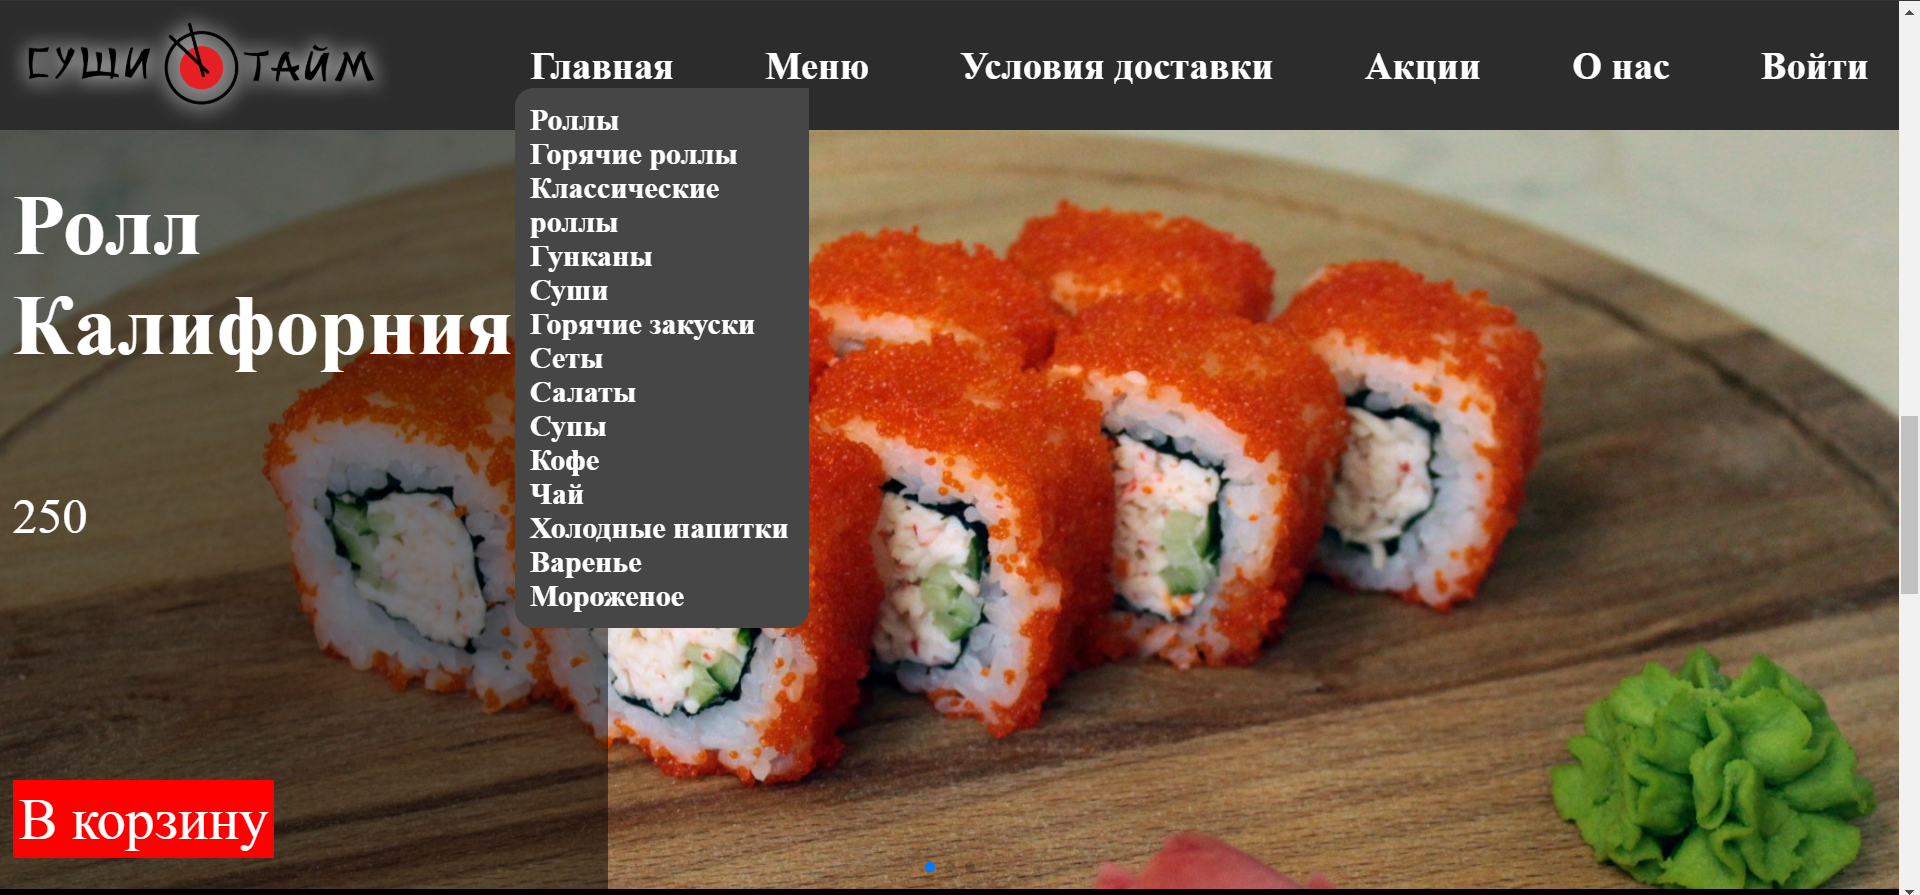 СУШИ ТАЙМ
Главная
Меню
Условия доставки
Акции
О нас
Войти
Роллы
Горячие роллы
Классические
роллы
Гунканы
Суши
Горячие закуски
Сеты
Салаты
Супы
Кофе
Чай
Холодные напитки
Варенье
Мороженое
Ролл
Калифорния
250
В корзину